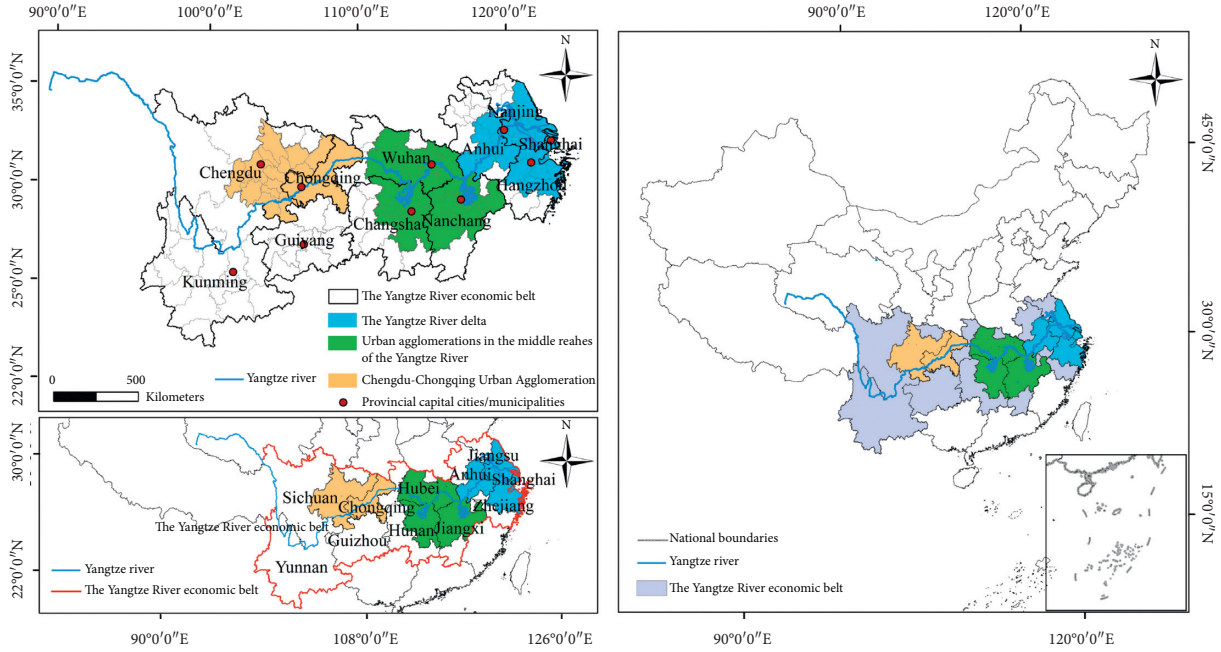 90°0′0″E 100°0′0″E 110°0′0″E 120°0′0″E
35°0′0″N
30°0′0″N
25°0′0″N
22°0′0″N
N
Nanjing
Anhui
Shanghai
Hangzhou
Wuhan
Chengdu
Chongqing
Changsha
Nanchang
Guiyang
Kunming
The Yangtze River economic belt
The Yangtze River delta
Urban agglomerations in the middle reahes
of the Yangtze River
Chengdu-Chongqing Urban Agglomeration
Provincial capital cities/municipalities
Yangtze river
0 500
Kilometers
30°0′0″N
22°0′0″N
N
Jiangsu
Anhui
Shanghai
Zhejiang
Hubei
Sichuan
Chongqing
The Yangtze River economic belt
Hunan
Jiangxi
Guizhou
Yunnan
Yangtze river
The Yangtze River economic belt
90°0′0″E 108°0′0″E 126°0′0″E
90°0′0″E 120°0′0″E
N
45°0′0″N
30°0′0″N
15°0′0″N
National boundaries
Yangtze river
The Yangtze River economic belt
90°0′0″E 120°0′0″E